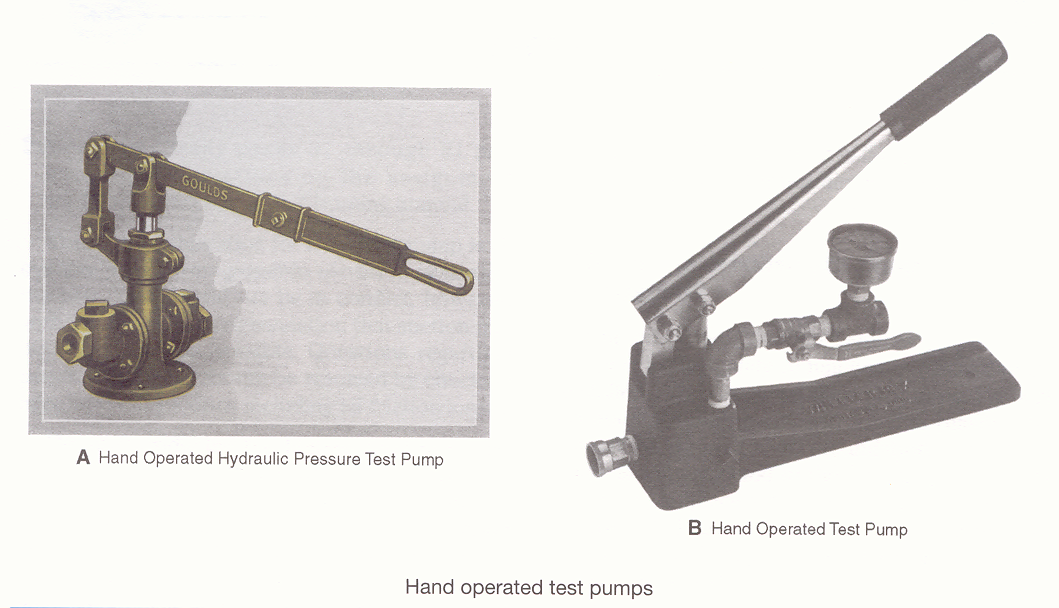 GOULDS
A Hand Operated Hydraulic Pressure Test Pump
B Hand Operated Test Pump
Hand operated test pumps